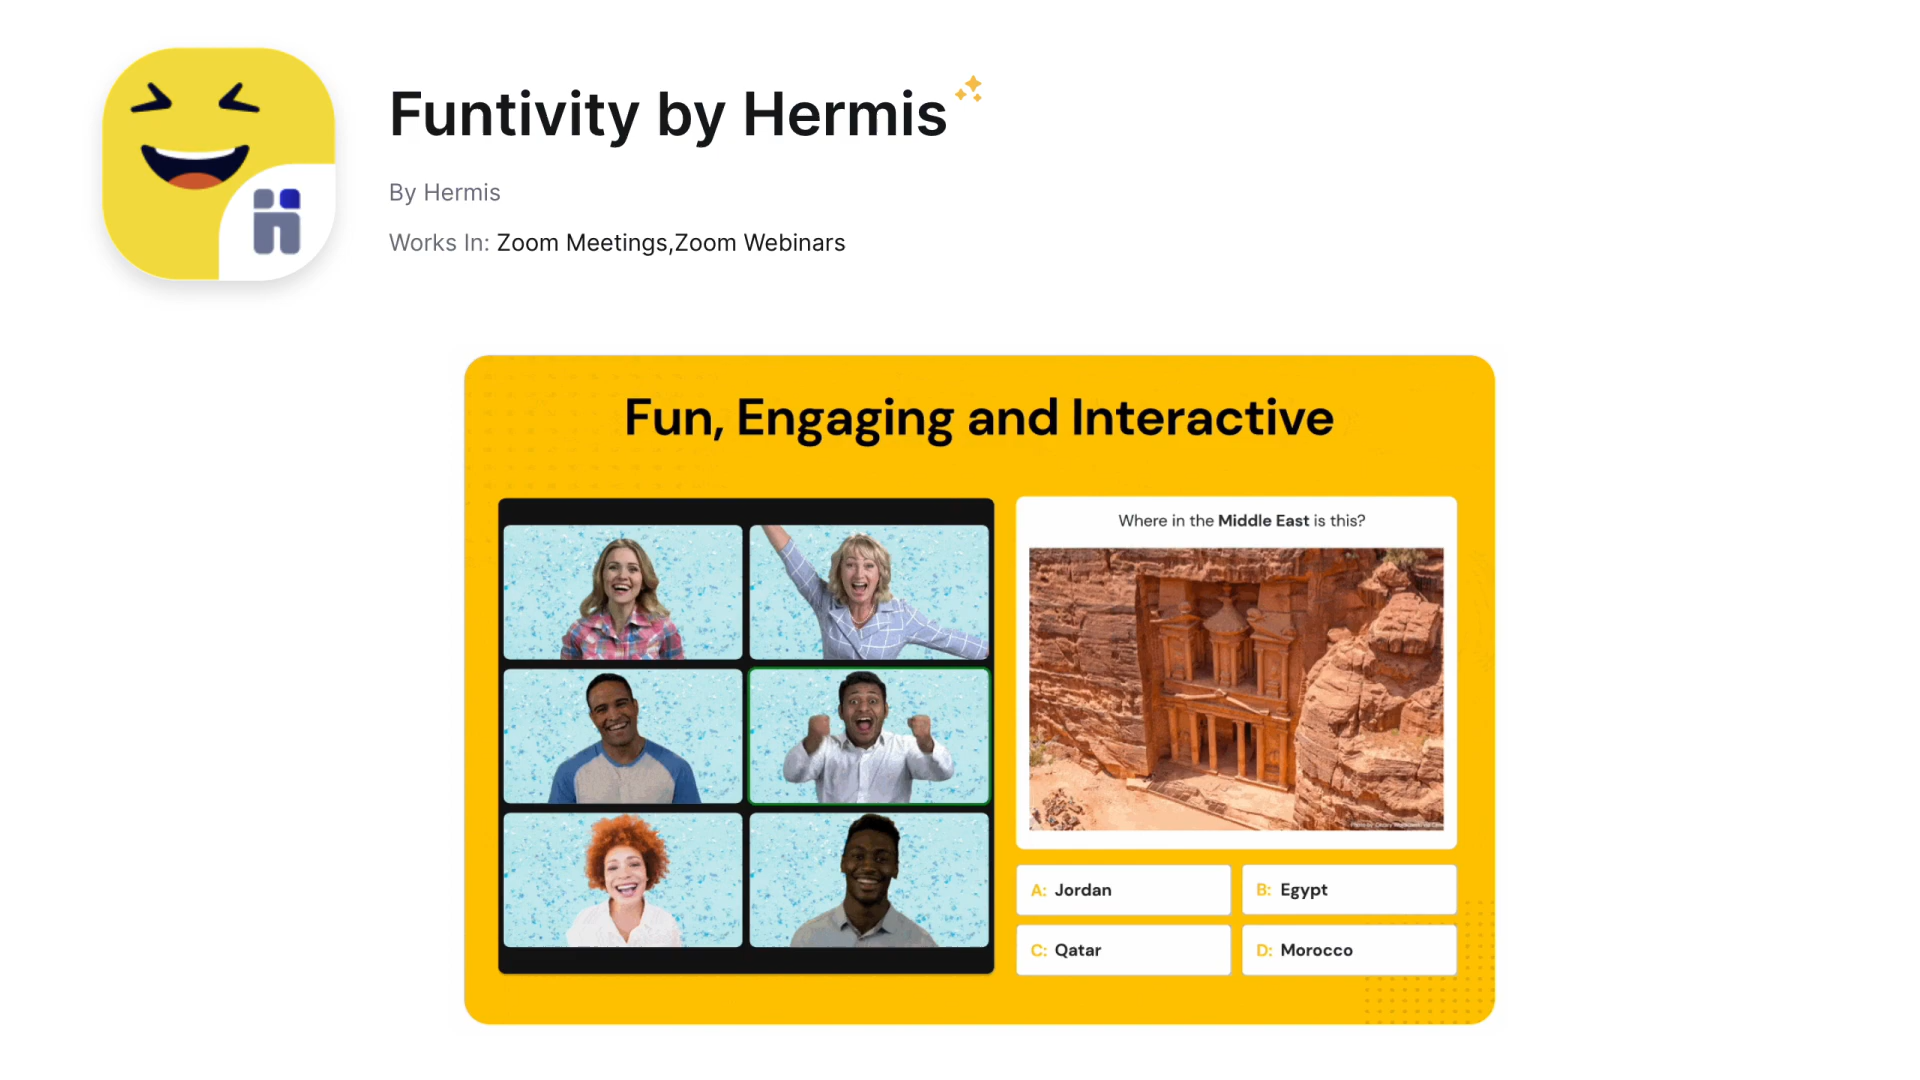 Funtivity by Hermis
By Hermis
Works In: Zoom Meetings,Zoom Webinars
Fun, Engaging and Interactive
Where in the Middle East is this?
A: Jordan
B: Egypt
C: Qatar
D: Morocco